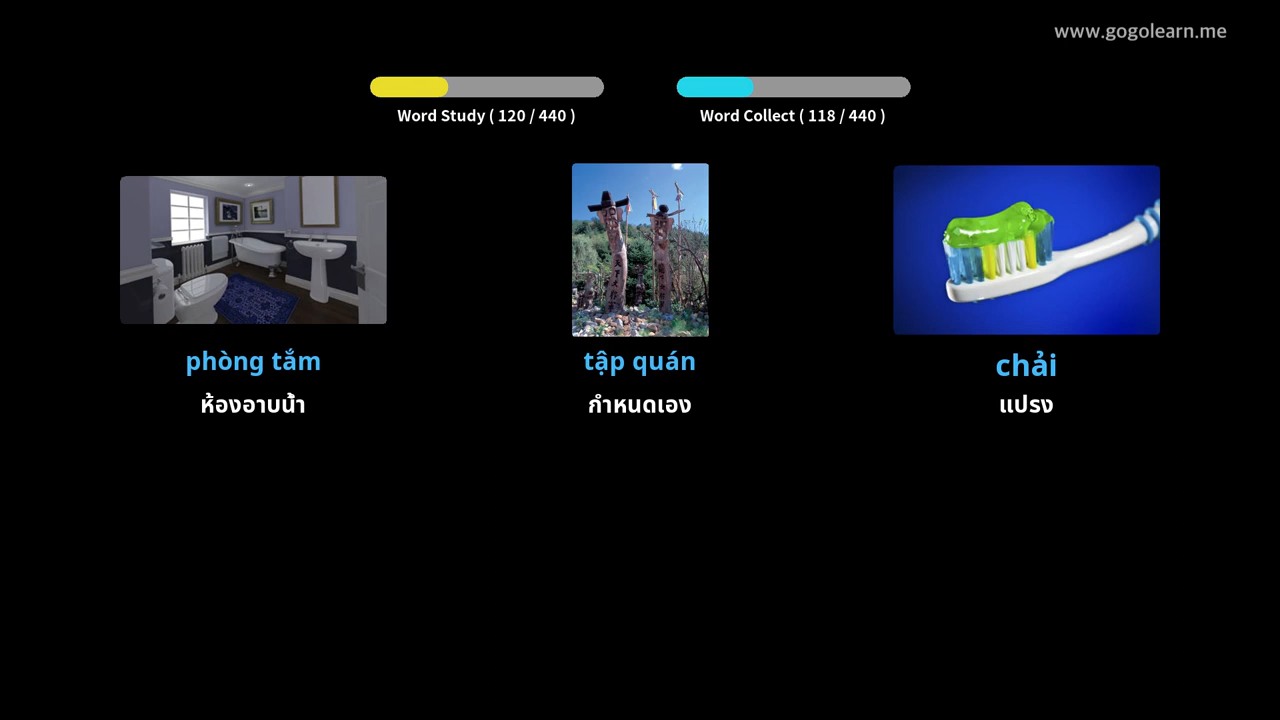 www.gogolearn.me
Word Study ( 120 / 440 )
Word Collect ( 118 / 440 )
phòng tắm
tập quán
chải
ห้องอาบน้ำ
กำหนดเอง
แปรง